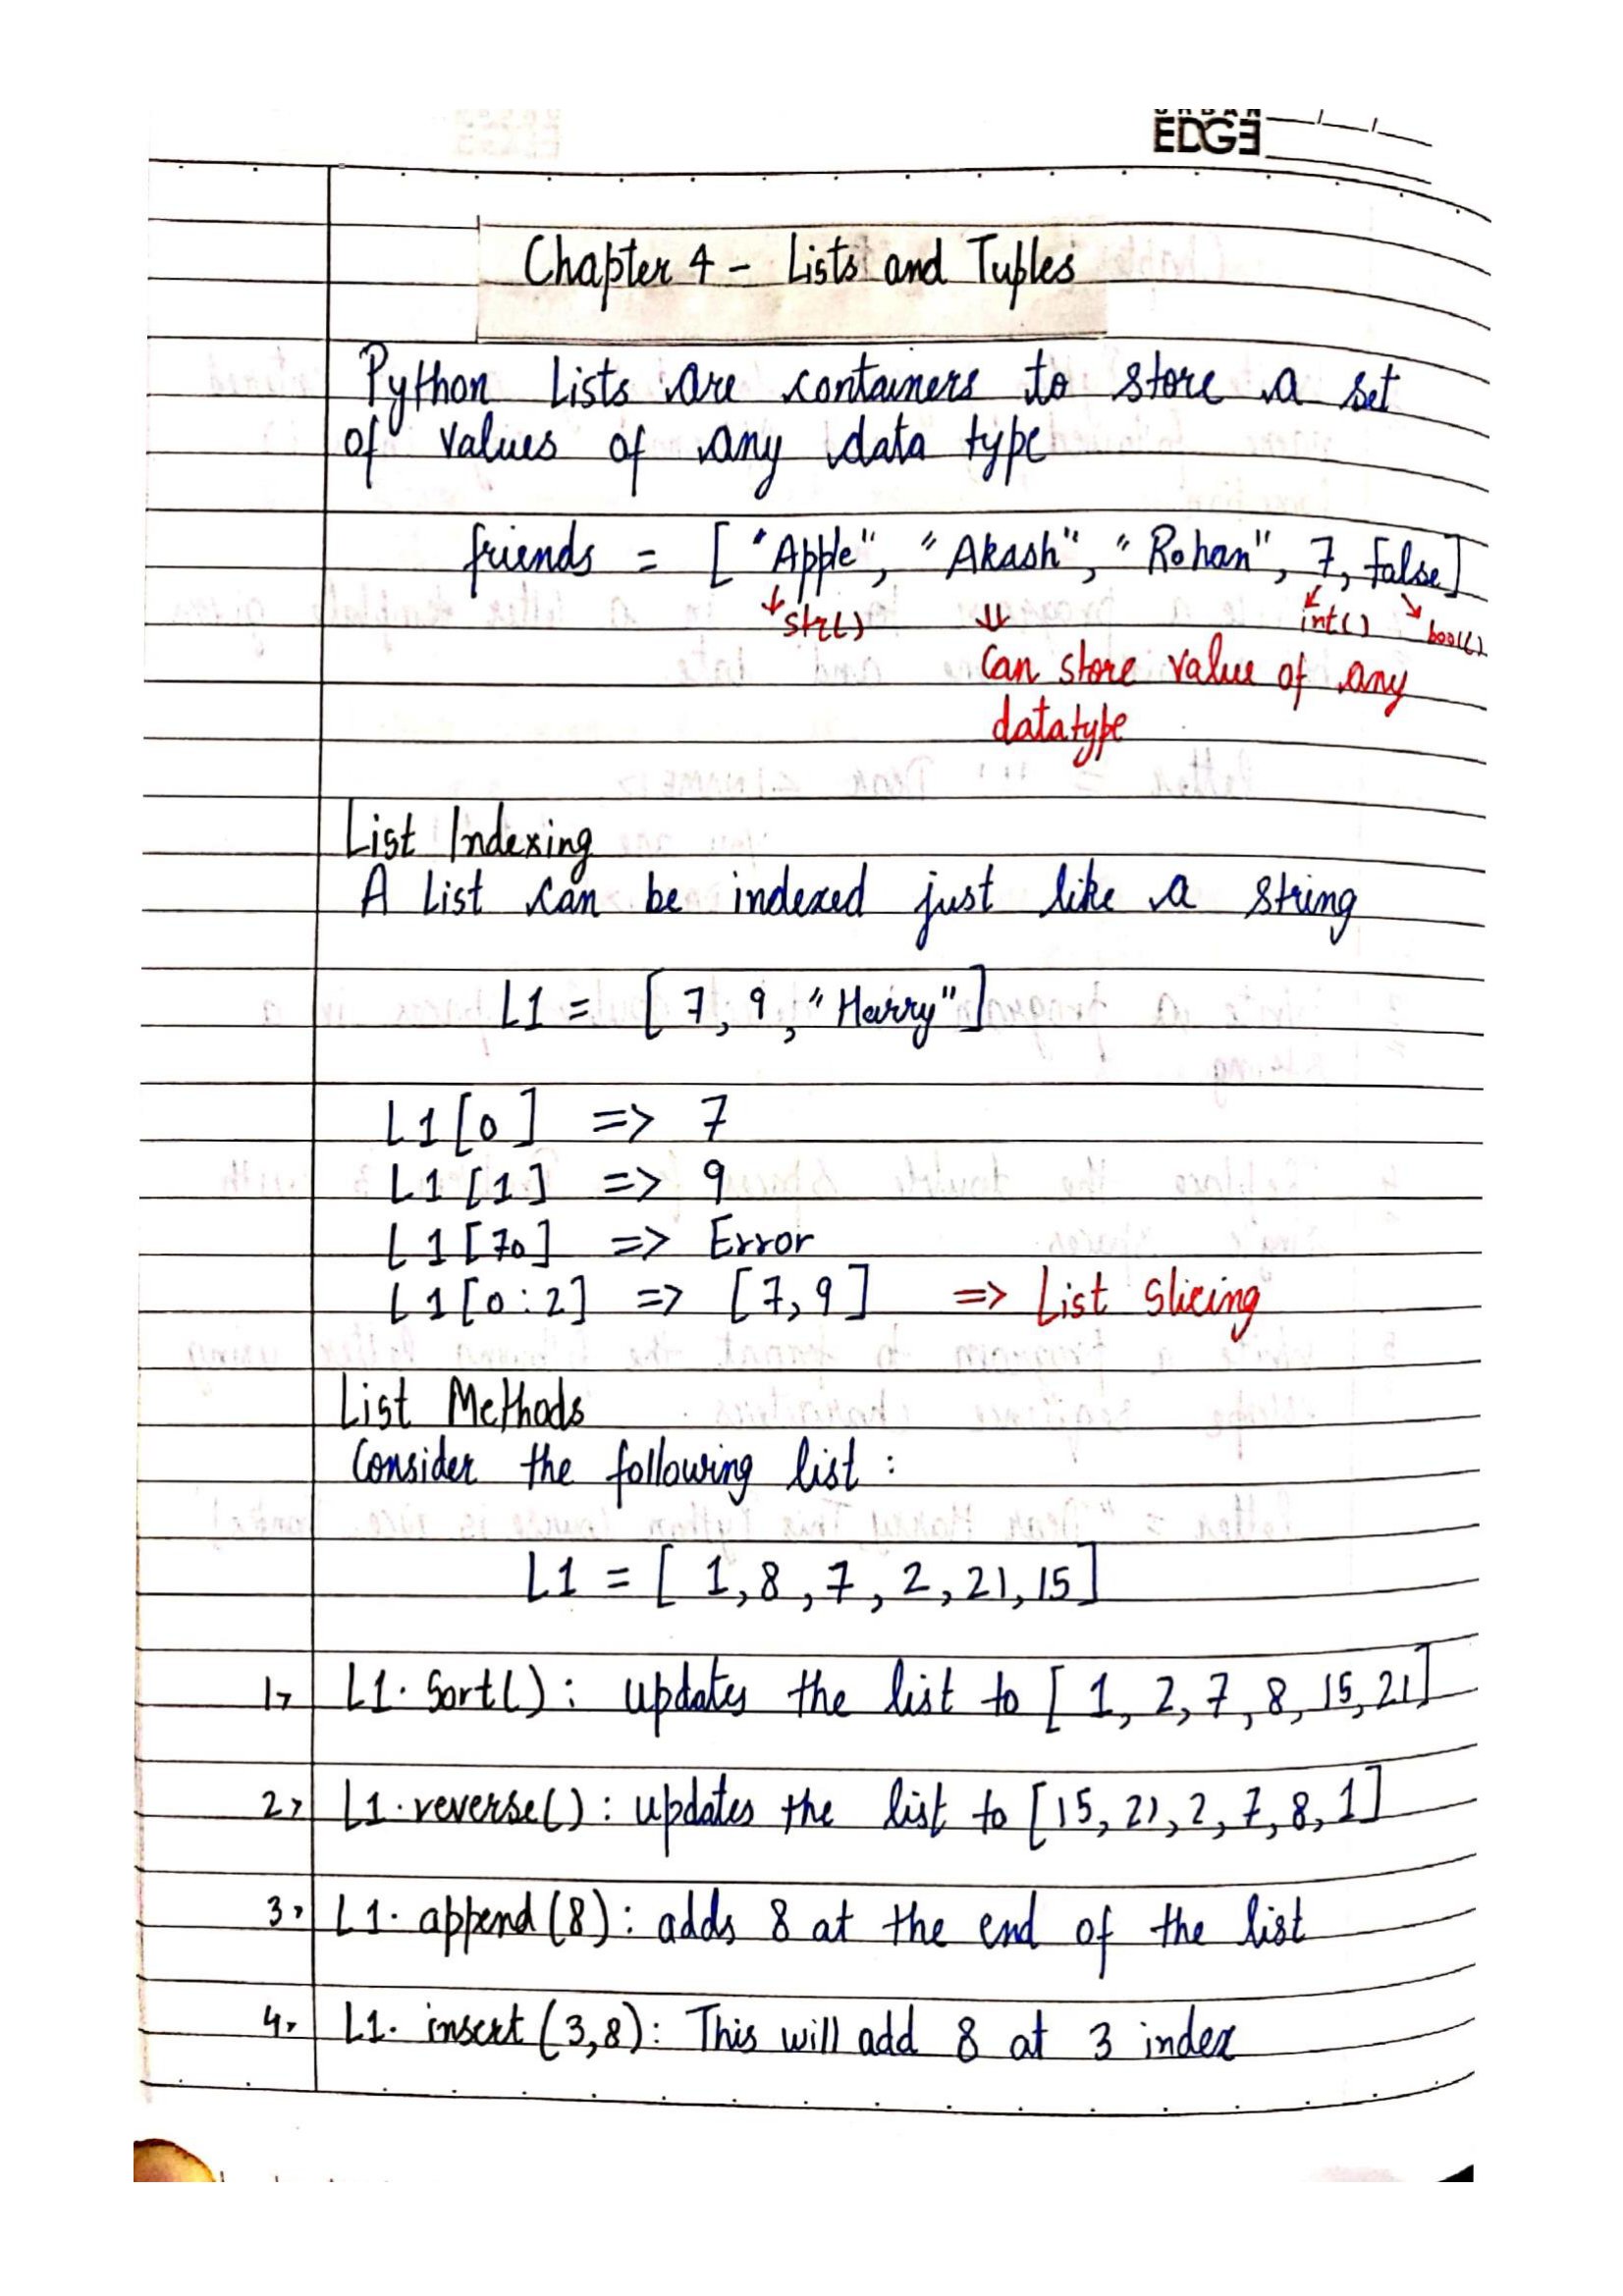 URBAN
EDGE
Chapter 4 - Lists and Tuples
Python Lists are containers to store a set
of values of any data type
friends = [ "Apple", "Akash", "Rohan", 7, False]
str() int() bool()
Can store value of any
datatype
List Indexing
A List can be indexed just like a string
L1 = [ 7, 9, "Harry"]
L1[0] => 7
L1[1] => 9
L1[70] => Error
L1[0:2] => [7,9] => List Slicing
List Methods
Consider the following list :
L1 = [ 1,8,7,2,21,15]
1> L1. Sort(): updates the list to [ 1, 2, 7, 8, 15, 21]
2> L1.reverse(): updates the list to [15, 21, 2, 7, 8, 1]
3> L1. append(8): adds 8 at the end of the list
4> L1. insert (3,8): This will add 8 at 3 index